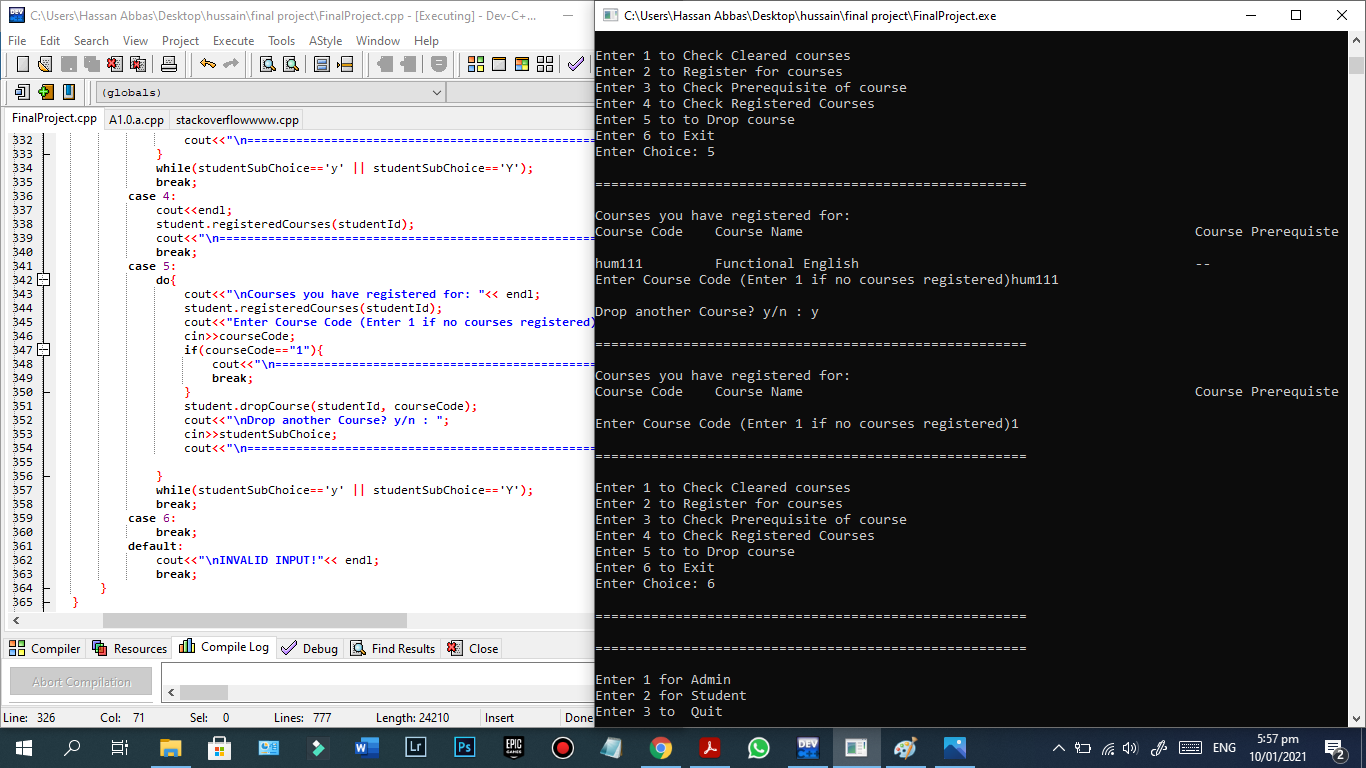 C:\Users\Hassan Abbas\Desktop\hussain\final project\FinalProject.cpp - [Executing] - Dev-C+...
File Edit Search View Project Execute Tools AStyle Window Help
(globals)
FinalProject.cpp A1.0.a.cpp stackoverflowwww.cpp
332 cout<<"\n==================================================
333 }
334 while(studentSubChoice=='y' || studentSubChoice=='Y');
335 break;
336 case 4:
337 cout<<endl;
338 student.registeredCourses(studentId);
339 cout<<"\n==================================================
340 break;
341 case 5:
342 do{
343 cout<<"\nCourses you have registered for: "<< endl;
344 student.registeredCourses(studentId);
345 cout<<"Enter Course Code (Enter 1 if no courses registered)
346 cin>>courseCode;
347 if(courseCode=="1"){
348 cout<<"\n==============================================
349 break;
350 }
351 student.dropCourse(studentId, courseCode);
352 cout<<"\nDrop another Course? y/n : ";
353 cin>>studentSubChoice;
354 cout<<"\n==================================================
355
356 }
357 while(studentSubChoice=='y' || studentSubChoice=='Y');
358 break;
359 case 6:
360 break;
361 default:
362 cout<<"\nINVALID INPUT!"<< endl;
363 break;
364 }
365 }
Compiler Resources Compile Log Debug Find Results Close
Abort Compilation
Line: 326 Col: 71 Sel: 0 Lines: 777 Length: 24210 Insert Done
C:\Users\Hassan Abbas\Desktop\hussain\final project\FinalProject.exe
Enter 1 to Check Cleared courses
Enter 2 to Register for courses
Enter 3 to Check Prerequisite of course
Enter 4 to Check Registered Courses
Enter 5 to to Drop course
Enter 6 to Exit
Enter Choice: 5
======================================================
Courses you have registered for:
Course Code Course Name Course Prerequiste
hum111 Functional English --
Enter Course Code (Enter 1 if no courses registered)hum111
Drop another Course? y/n : y
======================================================
Courses you have registered for:
Course Code Course Name Course Prerequiste
Enter Course Code (Enter 1 if no courses registered)1
======================================================
Enter 1 to Check Cleared courses
Enter 2 to Register for courses
Enter 3 to Check Prerequisite of course
Enter 4 to Check Registered Courses
Enter 5 to to Drop course
Enter 6 to Exit
Enter Choice: 6
======================================================
======================================================
Enter 1 for Admin
Enter 2 for Student
Enter 3 to  Quit
W Lr Ps EPIC GAMES DEV
ENG 5:57 pm
10/01/2021
2